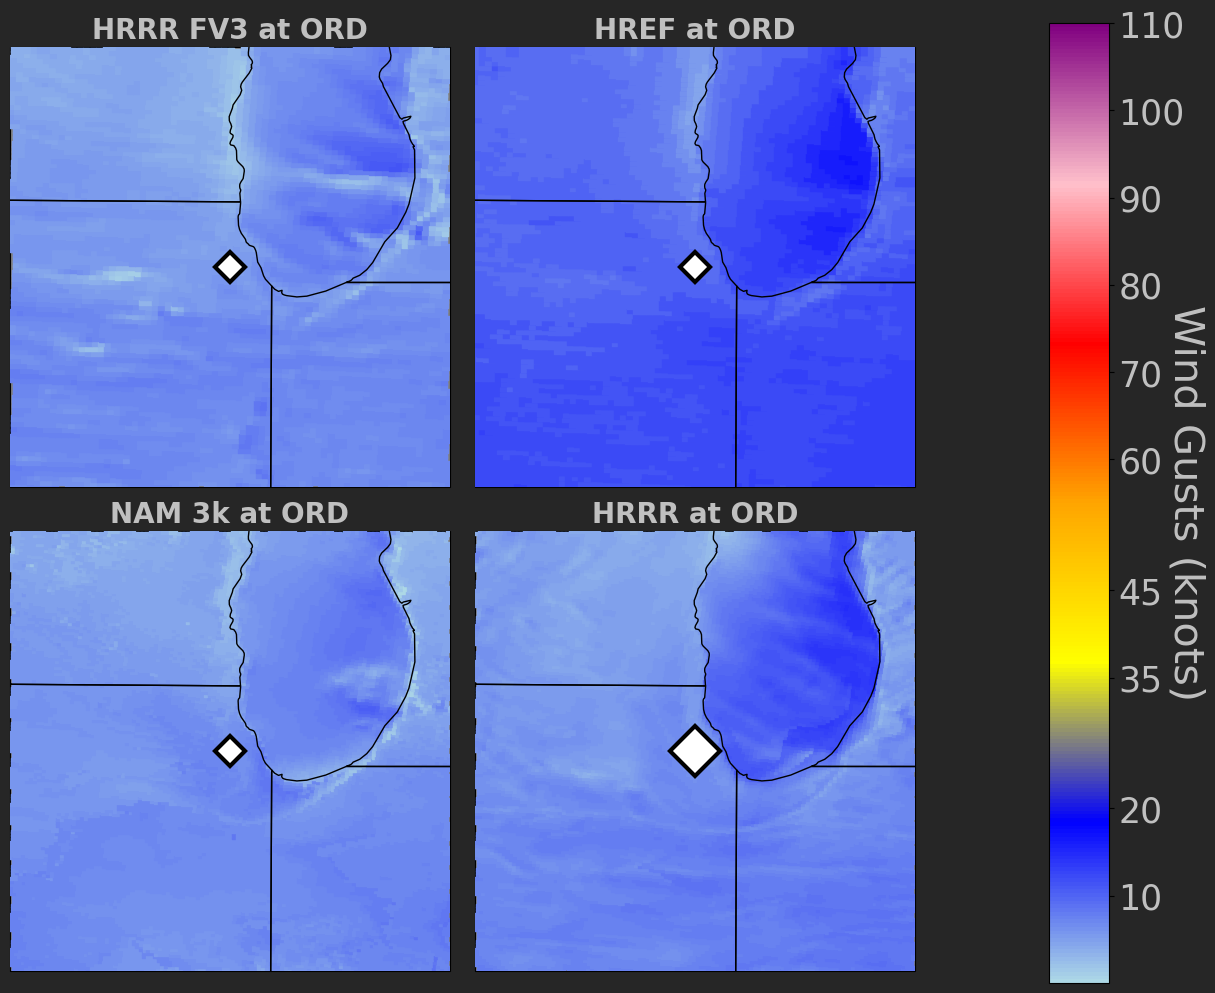 HRRR FV3 at ORD
HREF at ORD
NAM 3k at ORD
HRRR at ORD
110
100
90
80
70
60
45
35
20
10
Wind Gusts (knots)